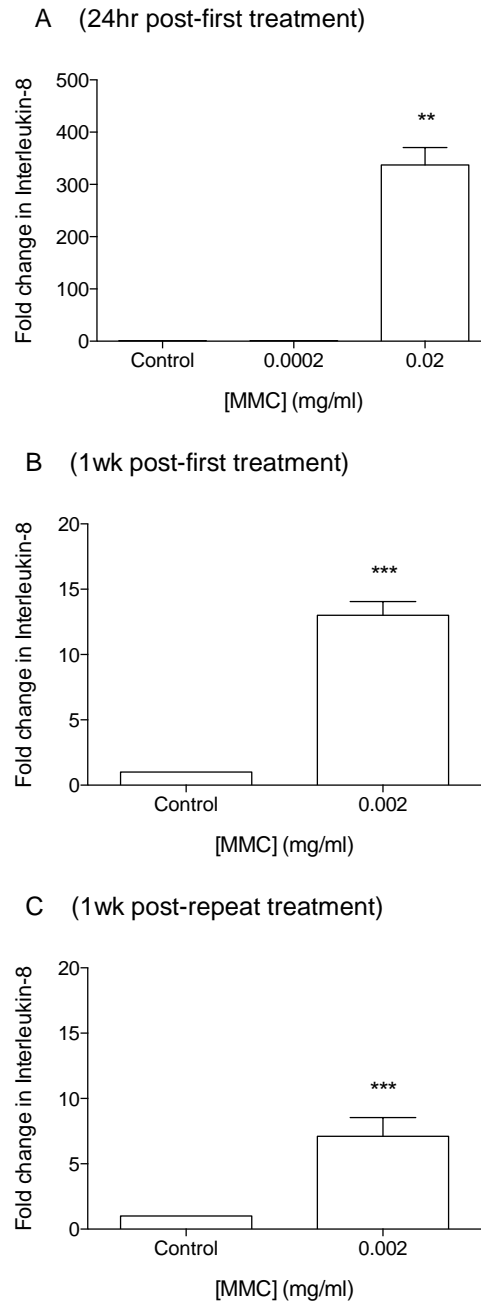 A (24hr post-first treatment)
Fold change in Interleukin-8
500
400
300
200
100
0
**
Control 0.0002 0.02
[MMC] (mg/ml)
B (1wk post-first treatment)
Fold change in Interleukin-8
20
15
10
5
0
***
Control 0.002
[MMC] (mg/ml)
C (1wk post-repeat treatment)
Fold change in Interleukin-8
20
15
10
5
0
***
Control 0.002
[MMC] (mg/ml)